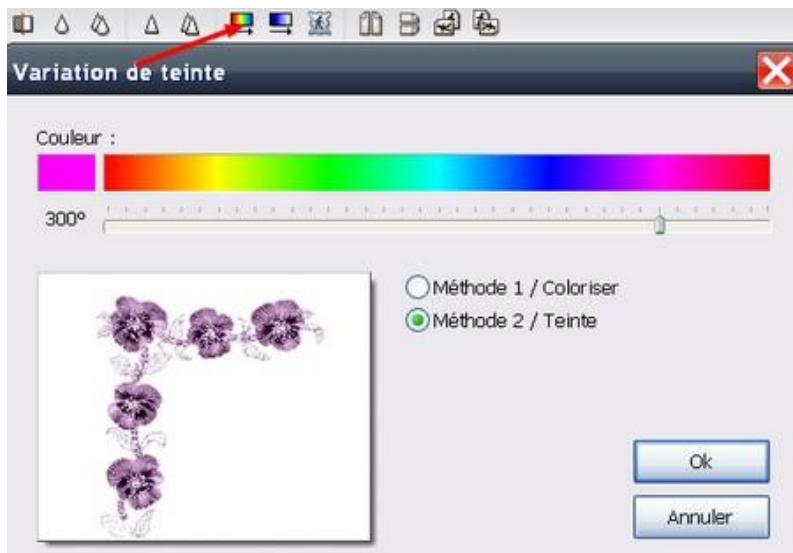 Variation de teinte
Couleur :
300°
Méthode 1 / Coloriser
Méthode 2 / Teinte
Ok
Annuler